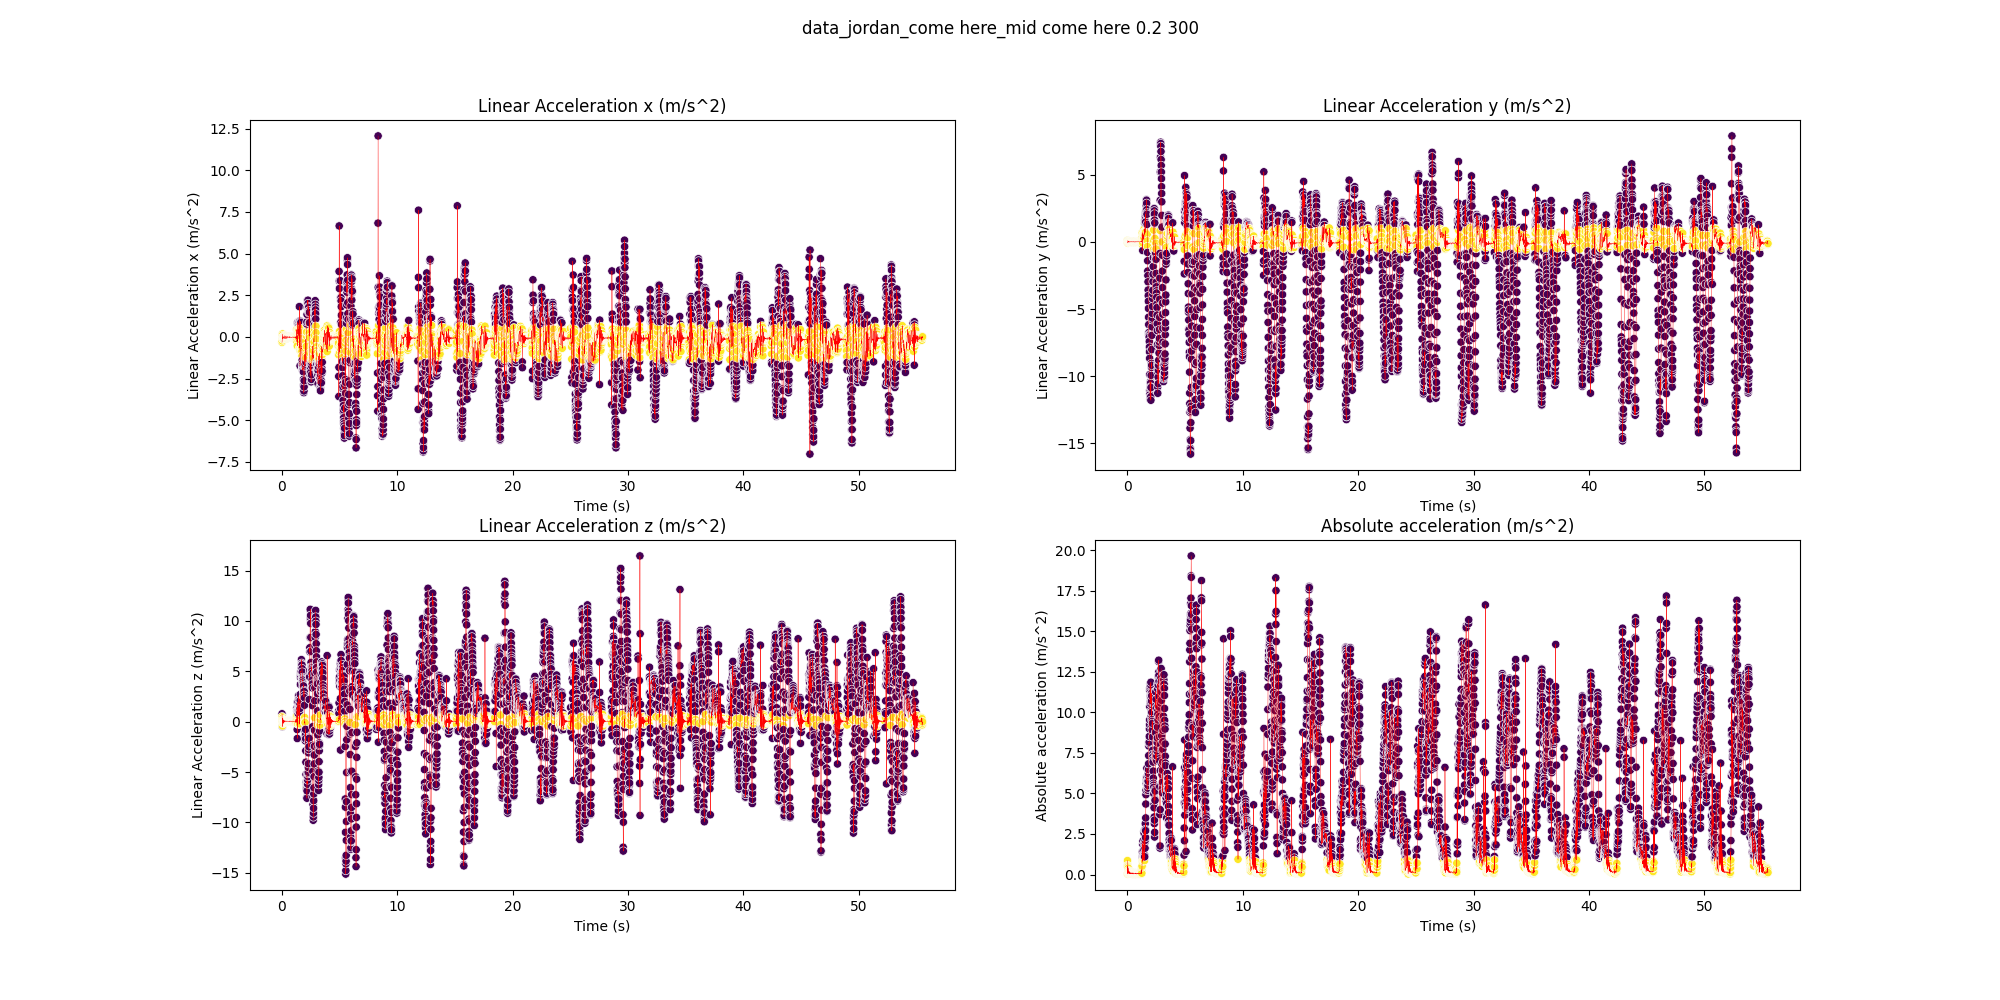 data_jordan_come here_mid come here 0.2 300
Linear Acceleration x (m/s^2)
Linear Acceleration x (m/s^2)
12.5
10.0
7.5
5.0
2.5
0.0
−2.5
−5.0
−7.5
0 10 20 30 40 50
Time (s)
Linear Acceleration y (m/s^2)
Linear Acceleration y (m/s^2)
5
0
−5
−10
−15
0 10 20 30 40 50
Time (s)
Linear Acceleration z (m/s^2)
Linear Acceleration z (m/s^2)
15
10
5
0
−5
−10
−15
0 10 20 30 40 50
Time (s)
Absolute acceleration (m/s^2)
Absolute acceleration (m/s^2)
20.0
17.5
15.0
12.5
10.0
7.5
5.0
2.5
0.0
0 10 20 30 40 50
Time (s)